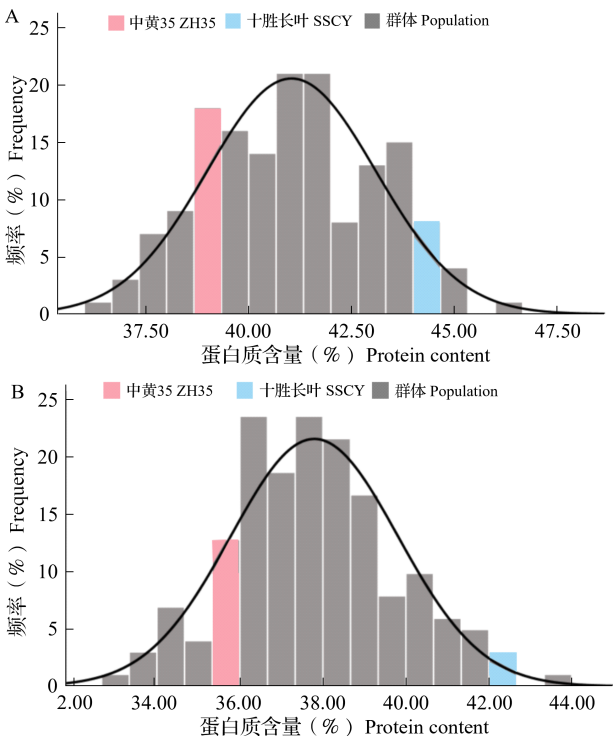 A
中黄35 ZH35 十胜长叶 SSCY 群体 Population
频率(%) Frequency
25
20
15
10
5
0
37.50 40.00 42.50 45.00 47.50
蛋白质含量(%) Protein content
B
中黄35 ZH35 十胜长叶 SSCY 群体 Population
频率(%) Frequency
25
20
15
10
5
0
2.00 34.00 36.00 38.00 40.00 42.00 44.00
蛋白质含量(%) Protein content